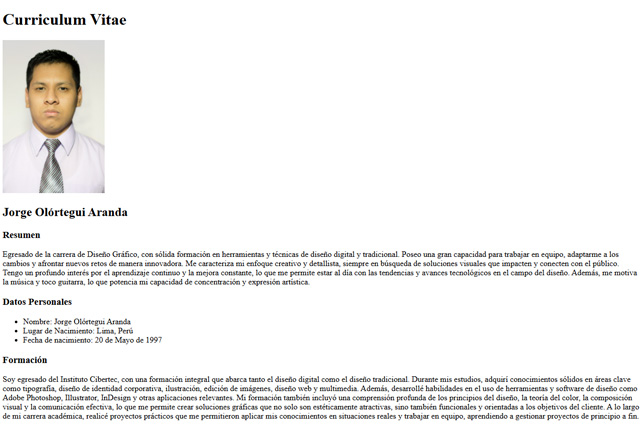 Curriculum Vitae
Jorge Olórtegui Aranda
Resumen
Egresado de la carrera de Diseño Gráfico, con sólida formación en herramientas y técnicas de diseño digital y tradicional. Poseo una gran capacidad para trabajar en equipo, adaptarme a los
cambios y afrontar nuevos retos de manera innovadora. Me caracteriza mi enfoque creativo y detallista, siempre en búsqueda de soluciones visuales que impacten y conecten con el público.
Tengo un profundo interés por el aprendizaje continuo y la mejora constante, lo que me permite estar al día con las tendencias y avances tecnológicos en el campo del diseño. Además, me motiva
la música y toco guitarra, lo que potencia mi capacidad de concentración y expresión artística.
Datos Personales
Nombre: Jorge Olórtegui Aranda
Lugar de Nacimiento: Lima, Perú
Fecha de nacimiento: 20 de Mayo de 1997
Formación
Soy egresado del Instituto Cibertec, con una formación integral que abarca tanto el diseño digital como el diseño tradicional. Durante mis estudios, adquirí conocimientos sólidos en áreas clave
como tipografía, diseño de identidad corporativa, ilustración, edición de imágenes, diseño web y multimedia. Además, desarrollé habilidades en el uso de herramientas y software de diseño como
Adobe Photoshop, Illustrator, InDesign y otras aplicaciones relevantes. Mi formación también incluyó una comprensión profunda de los principios del diseño, la teoría del color, la composición
visual y la comunicación efectiva, lo que me permite crear soluciones gráficas que no solo son estéticamente atractivas, sino también funcionales y orientadas a los objetivos del cliente. A lo largo
de mi carrera académica, realicé proyectos prácticos que me permitieron aplicar mis conocimientos en situaciones reales y trabajar en equipo, aprendiendo a gestionar proyectos de principio a fin.